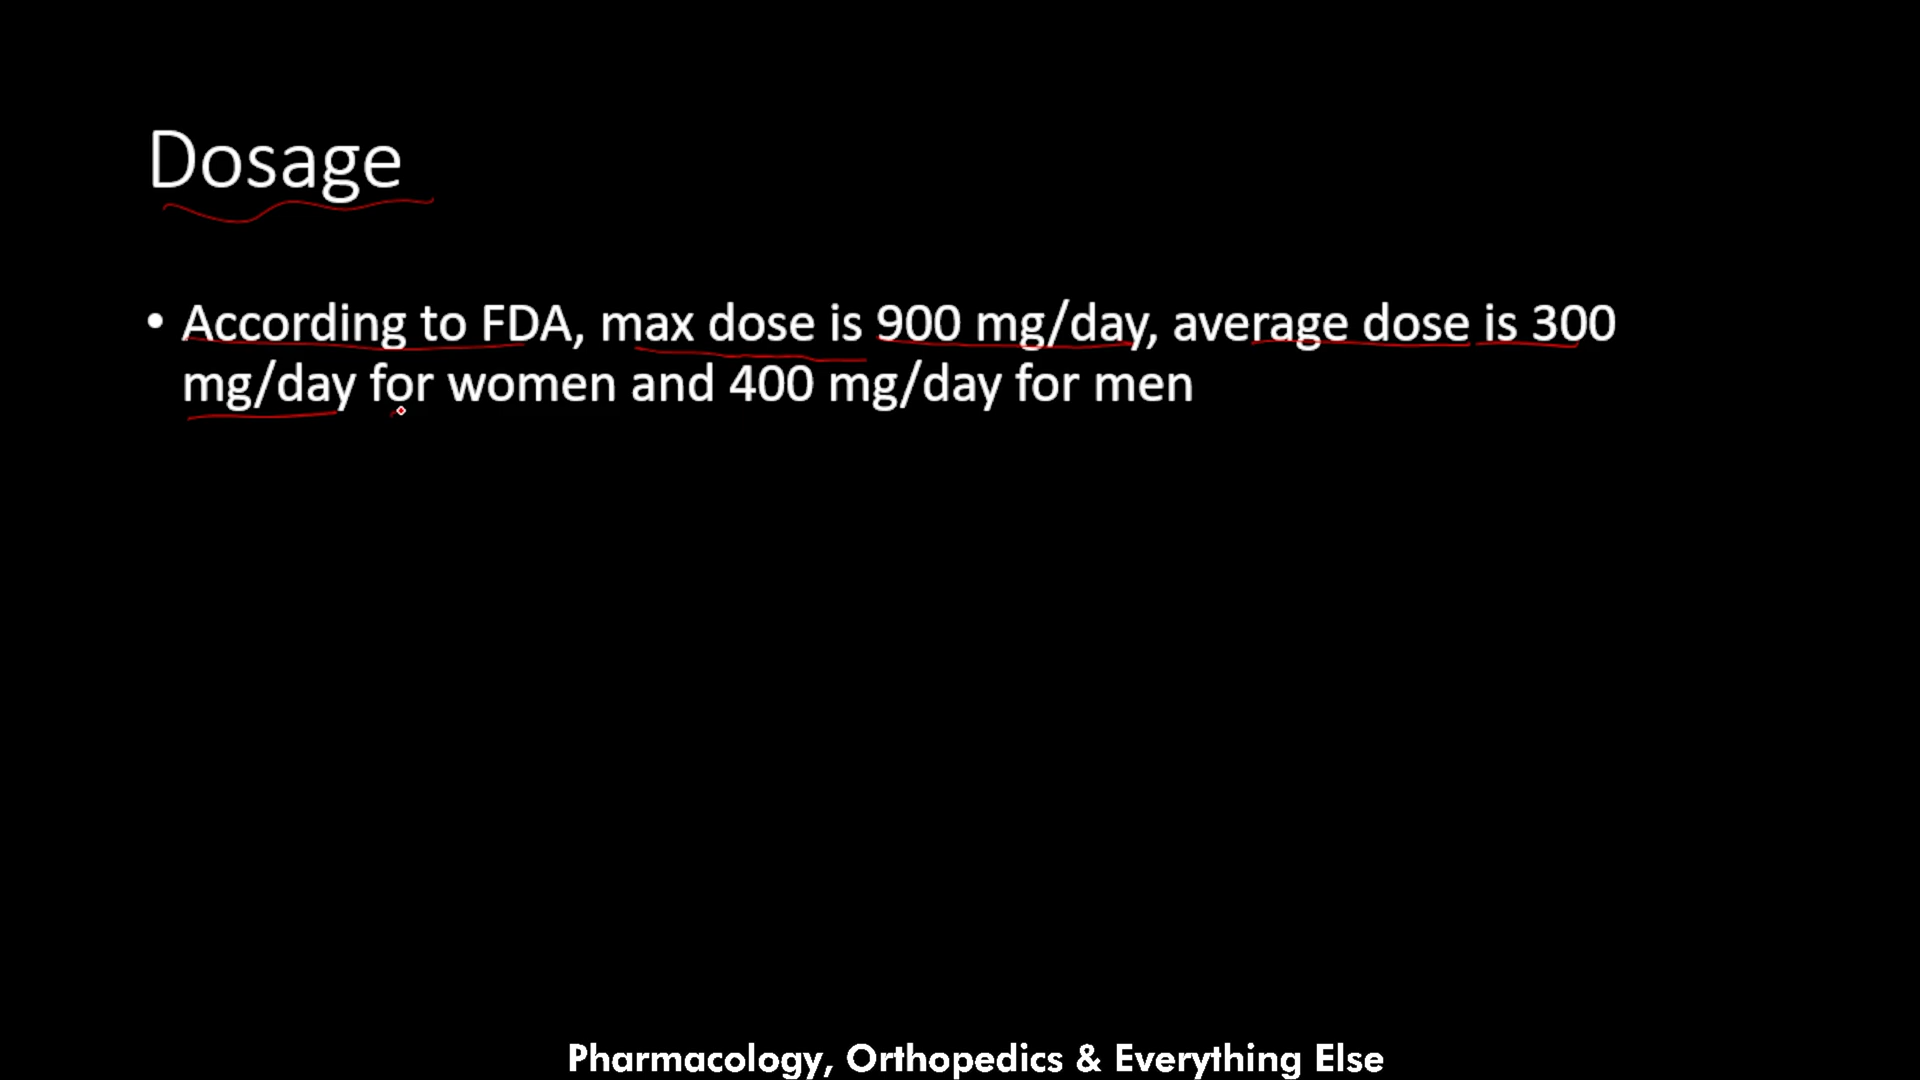 Dosage
• According to FDA, max dose is 900 mg/day, average dose is 300
mg/day for women and 400 mg/day for men
Pharmacology, Orthopedics & Everything Else